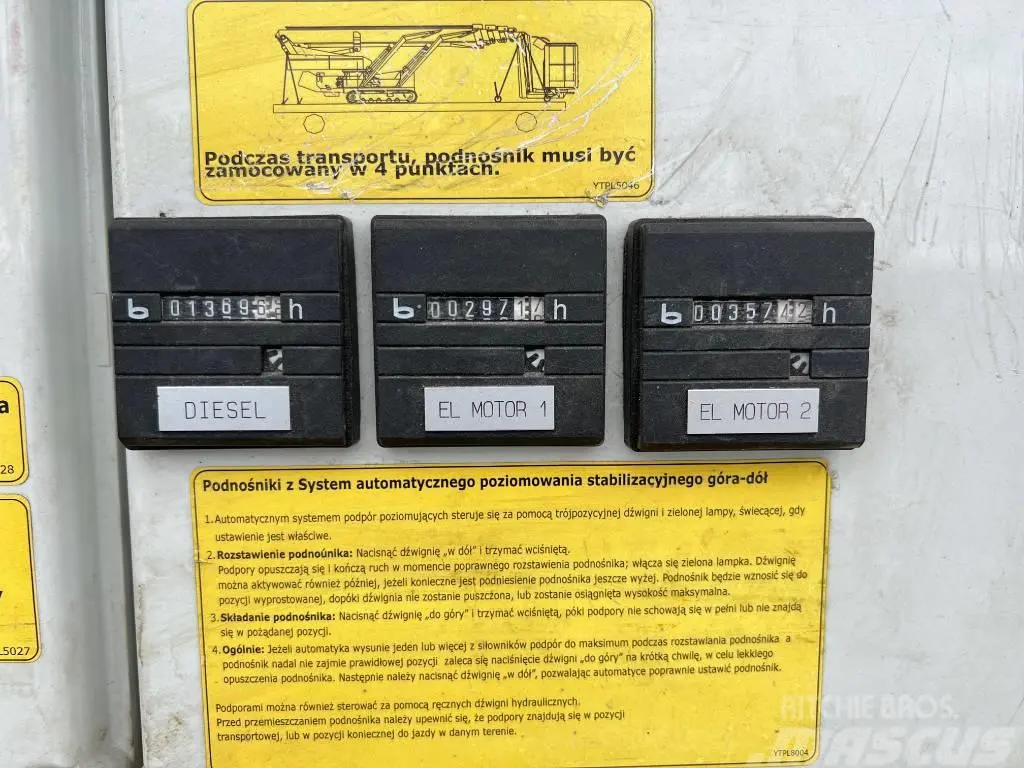 Podczas transportu, podnośnik musi być
zamocowany w 4 punktach.
YTPL5046
013696 h
0029714 h
0035742 h
DIESEL
EL MOTOR 1
EL MOTOR 2
a
28
L5027
Podnośniki z System automatycznego poziomowania stabilizacyjnego góra-dół
1. Automatycznym systemem podpór poziomujących steruje się za pomocą trójpozycyjnej dźwigni i zielonej lampy, świecącej, gdy
ustawienie jest właściwe.
2. Rozstawienie podnoúnika: Nacisnąć dźwignię „w dół" i trzymać wciśniętą.
Podpory opuszczają się i kończą ruch w momencie poprawnego rozstawienia podnośnika; włącza się zielona lampka. Dźwignię
można aktywować również później, jeżeli konieczne jest podniesienie podnośnika jeszcze wyżej. Podnośnik będzie wznosić się do
pozycji wyprostowanej, dopóki dźwignia nie zostanie puszczona, lub zostanie osiągnięta wysokość maksymalna.
3. Składanie podnośnika: Nacisnąć dźwignię „do góry" i trzymać wciśniętą, póki podpory nie schowają się w pełni lub nie znajdą
się w pożądanej pozycji.
4. Ogólnie: Jeżeli automatyka wysunie jeden lub więcej z siłowników podpór do maksimum podczas rozstawiania podnośnika a
podnośnik nadal nie zajmie prawidłowej pozycji zaleca się naciśnięcie dźwigni „do góry" na krótką chwilę, w celu lekkiego
opuszczenia podnośnika. Następnie należy nacisnąć dźwignię „w dół", pozwalając automatyce poprawnie ustawić podnośnik.
Podporami można również sterować za pomocą ręcznych dźwigni hydraulicznych.
Przed przemieszczaniem podnośnika należy upewnić się, że podpory znajdują się w pozycji
transportowej, lub w pozycji koniecznej do jazdy w danym terenie.
YTPL8004
RITCHIE BROS.
MASCUS